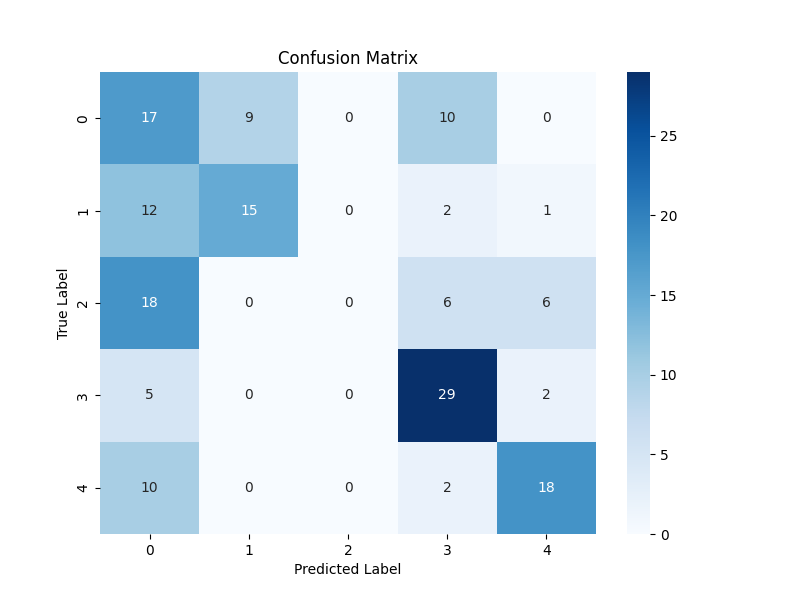 Confusion Matrix
0 17 9 0 10 0
1 12 15 0 2 1
2 18 0 0 6 6
3 5 0 0 29 2
4 10 0 0 2 18
0 1 2 3 4
True Label
Predicted Label
25
20
15
10
5
0